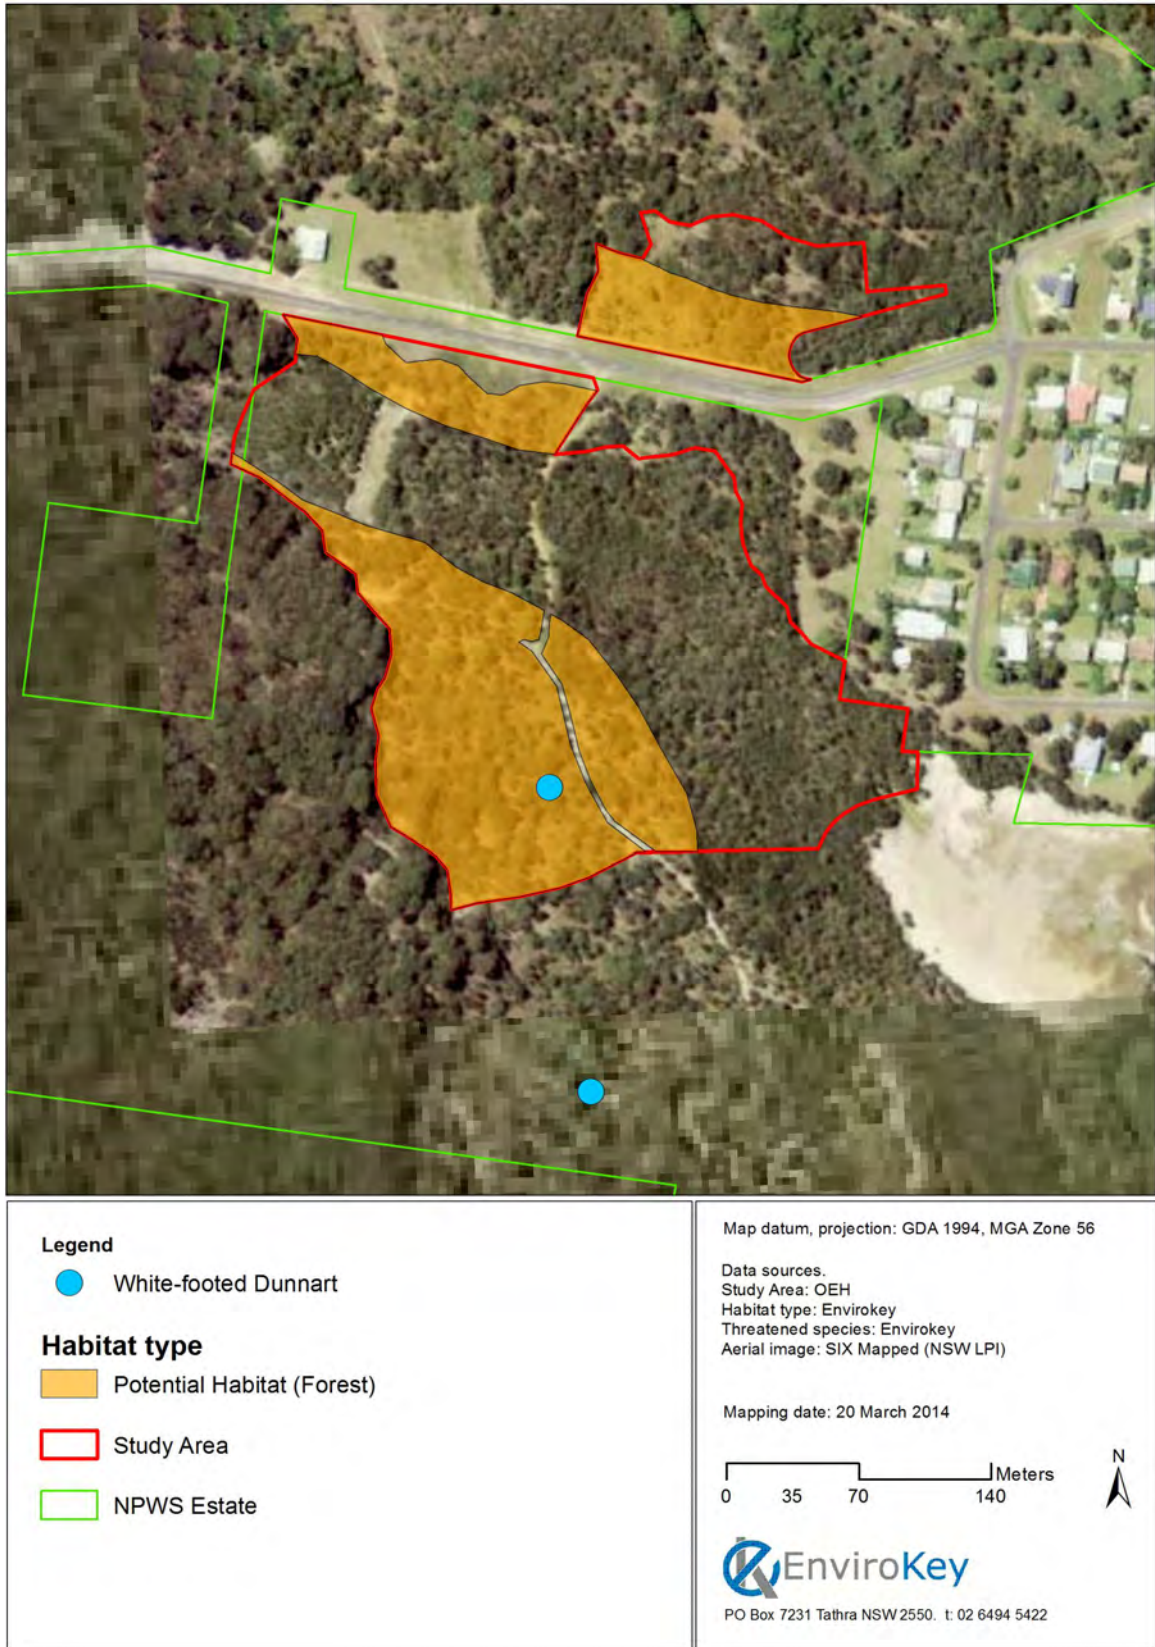 Legend
White-footed Dunnart
Habitat type
Potential Habitat (Forest)
Study Area
NPWS Estate
Map datum, projection: GDA 1994, MGA Zone 56
Data sources.
Study Area: OEH
Habitat type: Envirokey
Threatened species: Envirokey
Aerial image: SIX Mapped (NSW LPI)
Mapping date: 20 March 2014
N
Meters
0 35 70 140
EnviroKey
PO Box 7231 Tathra NSW 2550. t: 02 6494 5422